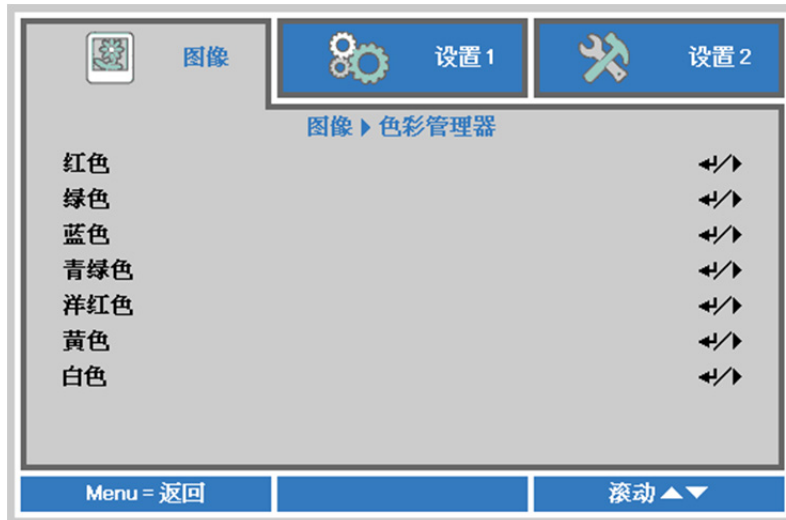 图像 设置1 设置2
图像▶色彩管理器
红色 ↵/▶
绿色 ↵/▶
蓝色 ↵/▶
青绿色 ↵/▶
洋红色 ↵/▶
黄色 ↵/▶
白色 ↵/▶
Menu = 返回 滚动▲▼